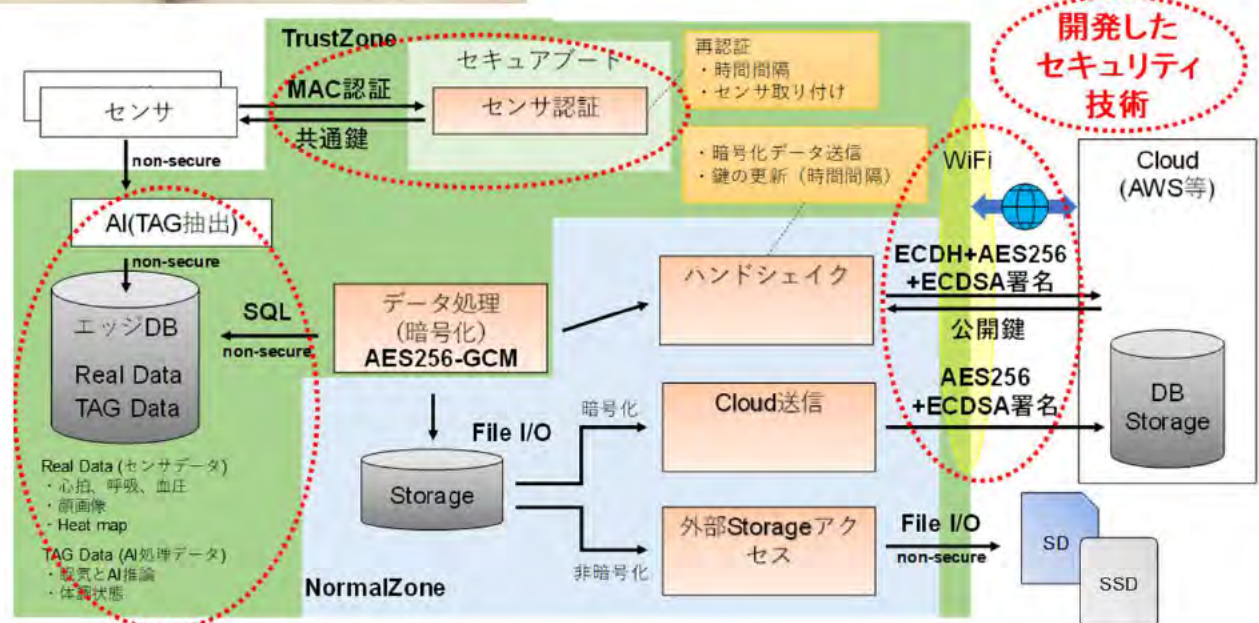 開発した
セキュリティ
技術
TrustZone
セキュアブート
センサ
MAC認証
共通鍵
センサ認証
再認証
・時間間隔
・センサ取り付け
non-secure
・暗号化データ送信
・鍵の更新（時間間隔）
WiFi
Cloud
(AWS等)
AI(TAG抽出)
non-secure
エッジDB
Real Data
TAG Data
SQL
non-secure
データ処理
(暗号化)
AES256-GCM
ハンドシェイク
ECDH+AES256
+ECDSA署名
公開鍵
AES256
+ECDSA署名
DB
Storage
File I/O
Storage
暗号化
非暗号化
Cloud送信
外部Storageアク
セス
File I/O
non-secure
SD
SSD
Real Data (センサデータ)
・心拍、呼吸、血圧
・顔画像
・Heat map
TAG Data (AI処理データ)
・眠気とAI推論
・体調状態
NormalZone